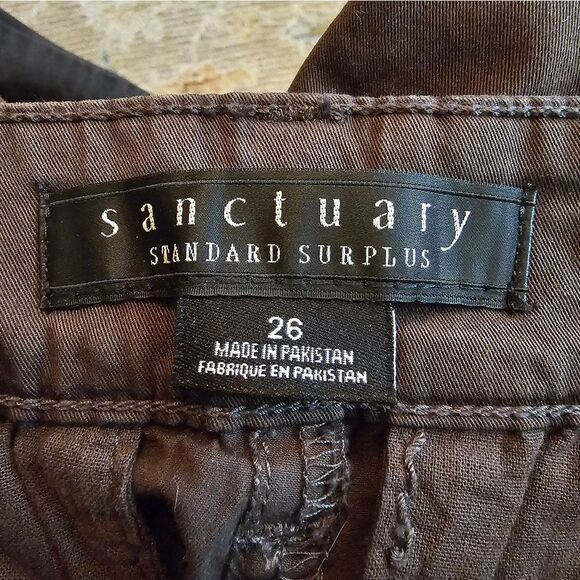 sanctuary
STANDARD SURPLUS
26
MADE IN PAKISTAN
FABRIQUE EN PAKISTAN